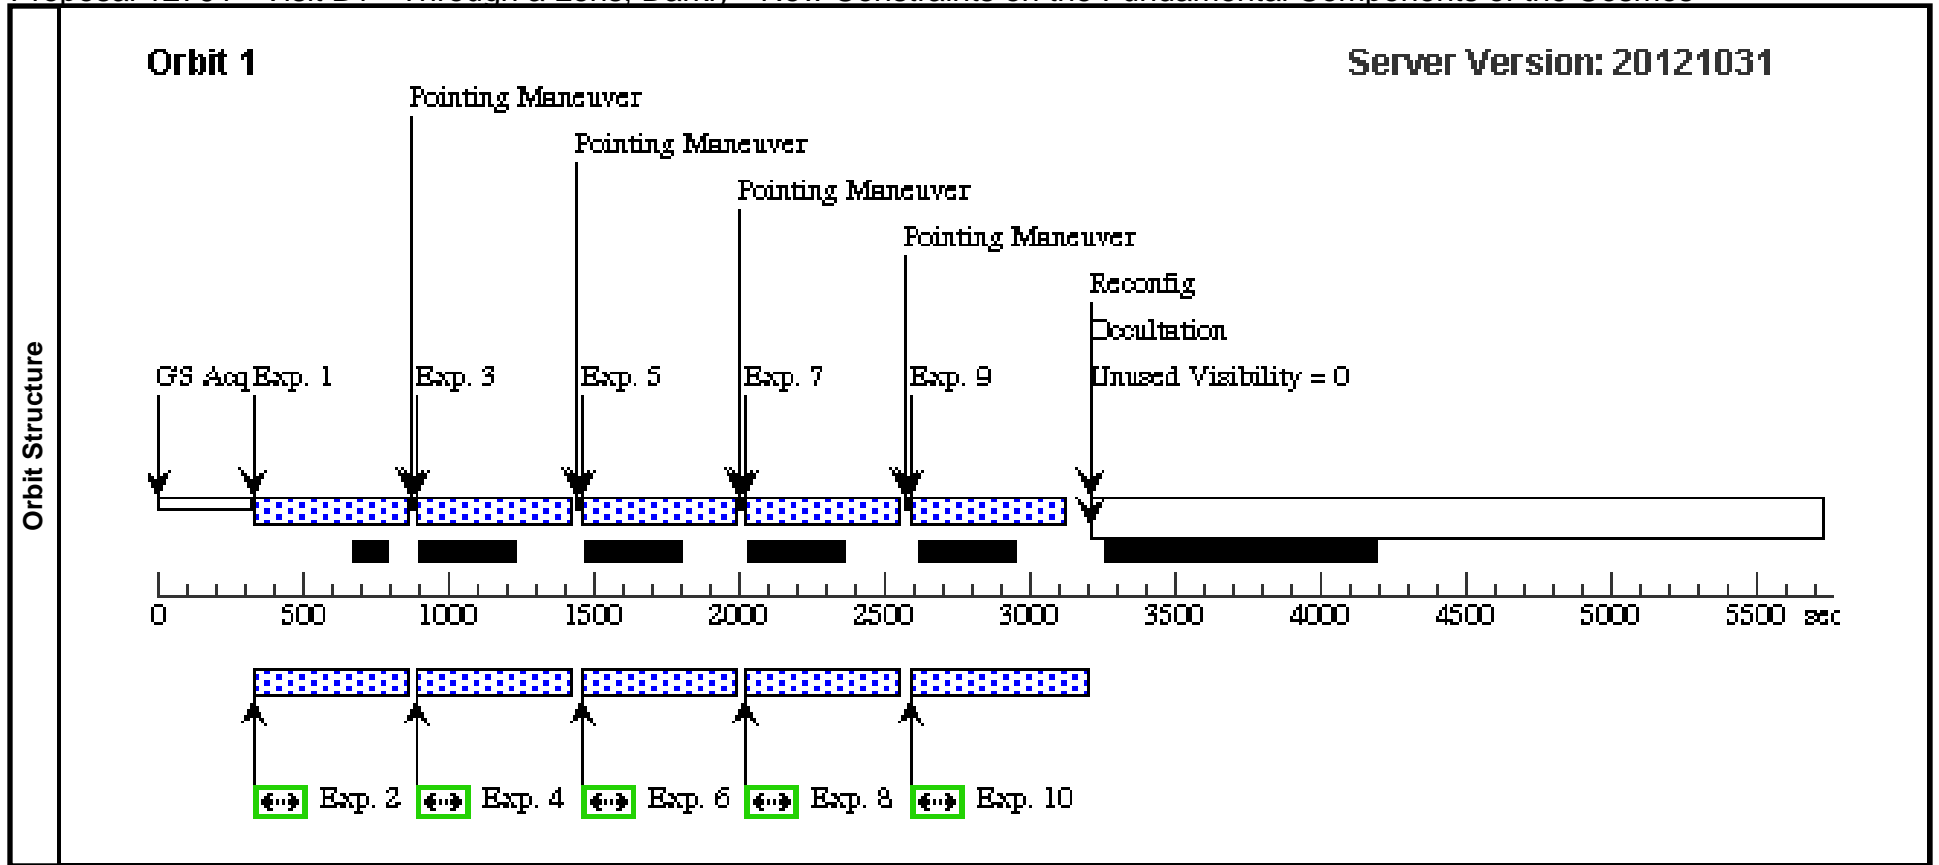 Orbit Structure
Orbit 1
Server Version: 20121031
Pointing Maneuver
Pointing Maneuver
Pointing Maneuver
Pointing Maneuver
Reconfig
Occultation
GS Acq Exp. 1 Exp. 3 Exp. 5 Exp. 7 Exp. 9 Unused Visibility = 0
0 500 1000 1500 2000 2500 3000 3500 4000 4500 5000 5500 sec
Exp. 2 Exp. 4 Exp. 6 Exp. 8 Exp. 10